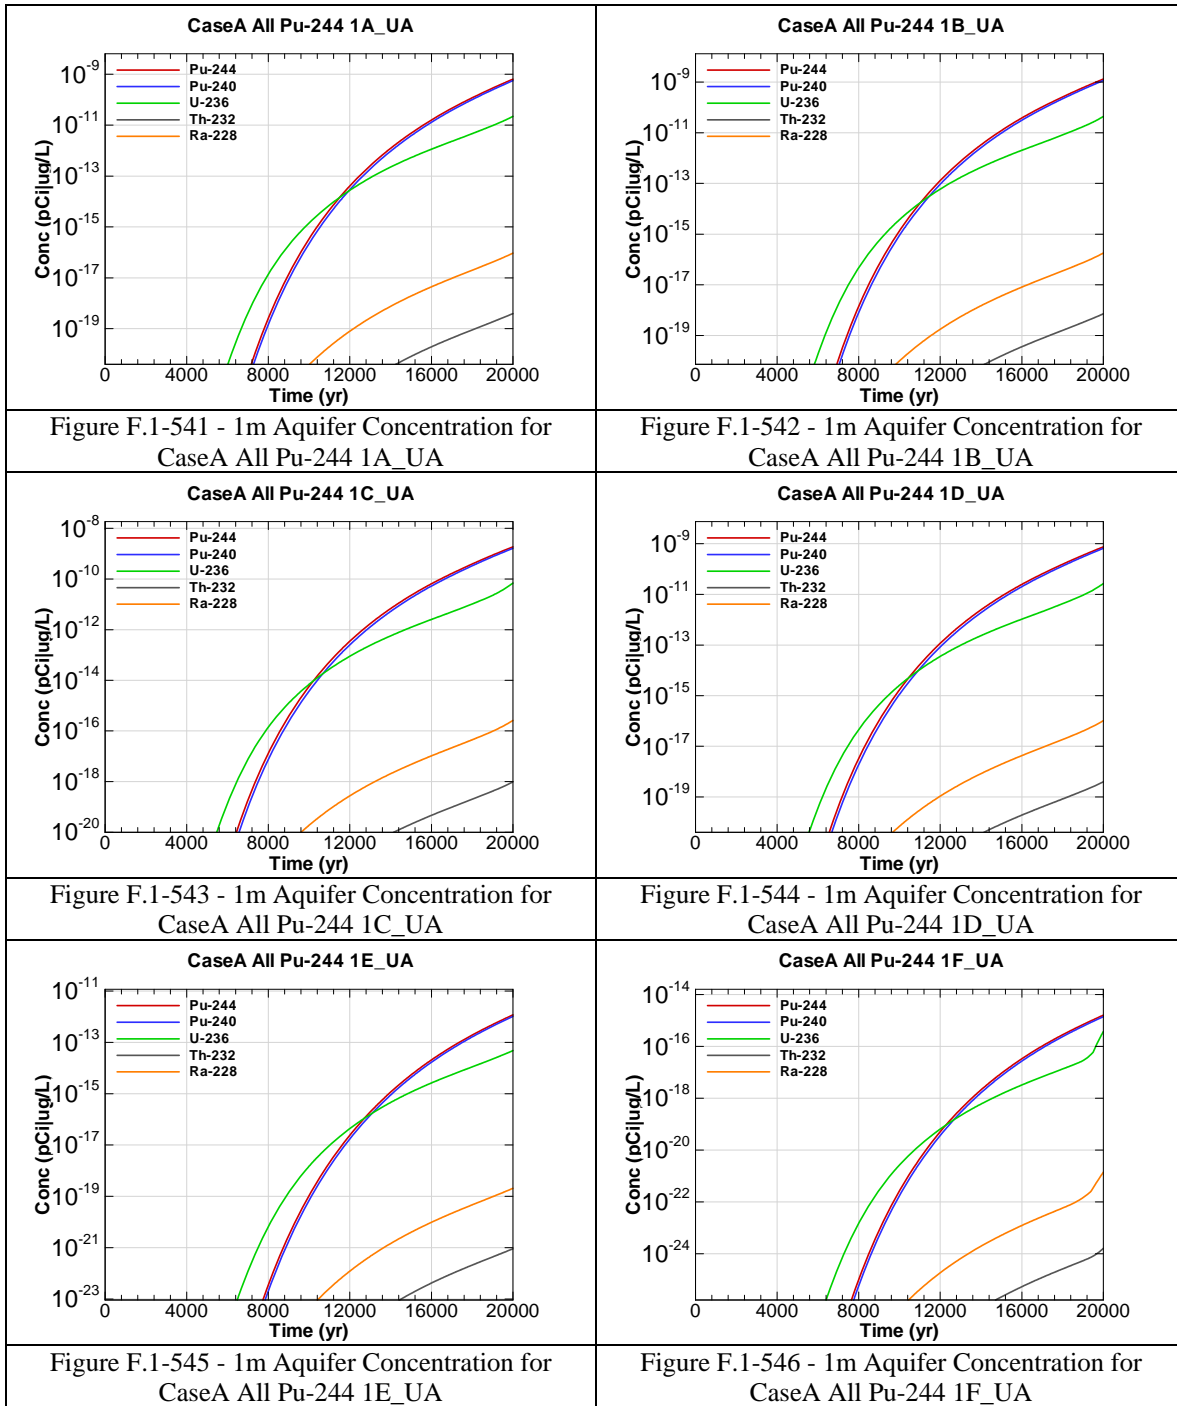 CaseA All Pu-244 1A_UA
Conc (pCi|ug/L)
10-9
10-11
10-13
10-15
10-17
10-19
Pu-244
Pu-240
U-236
Th-232
Ra-228
0 4000 8000 12000 16000 20000
Time (yr)
Figure F.1-541 - 1m Aquifer Concentration for
CaseA All Pu-244 1A_UA
CaseA All Pu-244 1B_UA
Conc (pCi|ug/L)
10-9
10-11
10-13
10-15
10-17
10-19
Pu-244
Pu-240
U-236
Th-232
Ra-228
0 4000 8000 12000 16000 20000
Time (yr)
Figure F.1-542 - 1m Aquifer Concentration for
CaseA All Pu-244 1B_UA
CaseA All Pu-244 1C_UA
Conc (pCi|ug/L)
10-8
10-10
10-12
10-14
10-16
10-18
10-20
Pu-244
Pu-240
U-236
Th-232
Ra-228
0 4000 8000 12000 16000 20000
Time (yr)
Figure F.1-543 - 1m Aquifer Concentration for
CaseA All Pu-244 1C_UA
CaseA All Pu-244 1D_UA
Conc (pCi|ug/L)
10-9
10-11
10-13
10-15
10-17
10-19
Pu-244
Pu-240
U-236
Th-232
Ra-228
0 4000 8000 12000 16000 20000
Time (yr)
Figure F.1-544 - 1m Aquifer Concentration for
CaseA All Pu-244 1D_UA
CaseA All Pu-244 1E_UA
Conc (pCi|ug/L)
10-11
10-13
10-15
10-17
10-19
10-21
10-23
Pu-244
Pu-240
U-236
Th-232
Ra-228
0 4000 8000 12000 16000 20000
Time (yr)
Figure F.1-545 - 1m Aquifer Concentration for
CaseA All Pu-244 1E_UA
CaseA All Pu-244 1F_UA
Conc (pCi|ug/L)
10-14
10-16
10-18
10-20
10-22
10-24
Pu-244
Pu-240
U-236
Th-232
Ra-228
0 4000 8000 12000 16000 20000
Time (yr)
Figure F.1-546 - 1m Aquifer Concentration for
CaseA All Pu-244 1F_UA